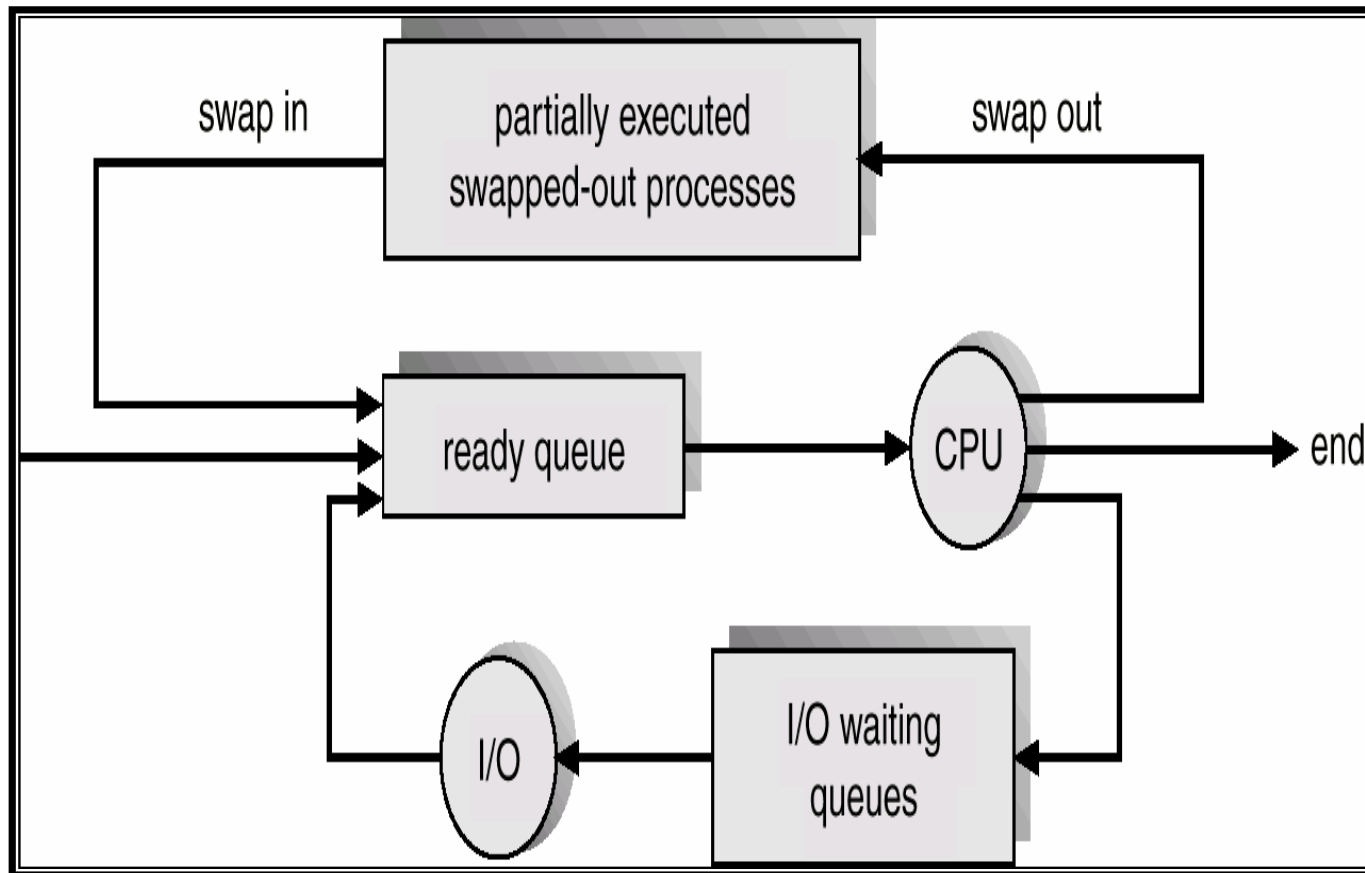 swap in
partially executed
swapped-out processes
swap out
ready queue
CPU
end
I/O
I/O waiting
queues